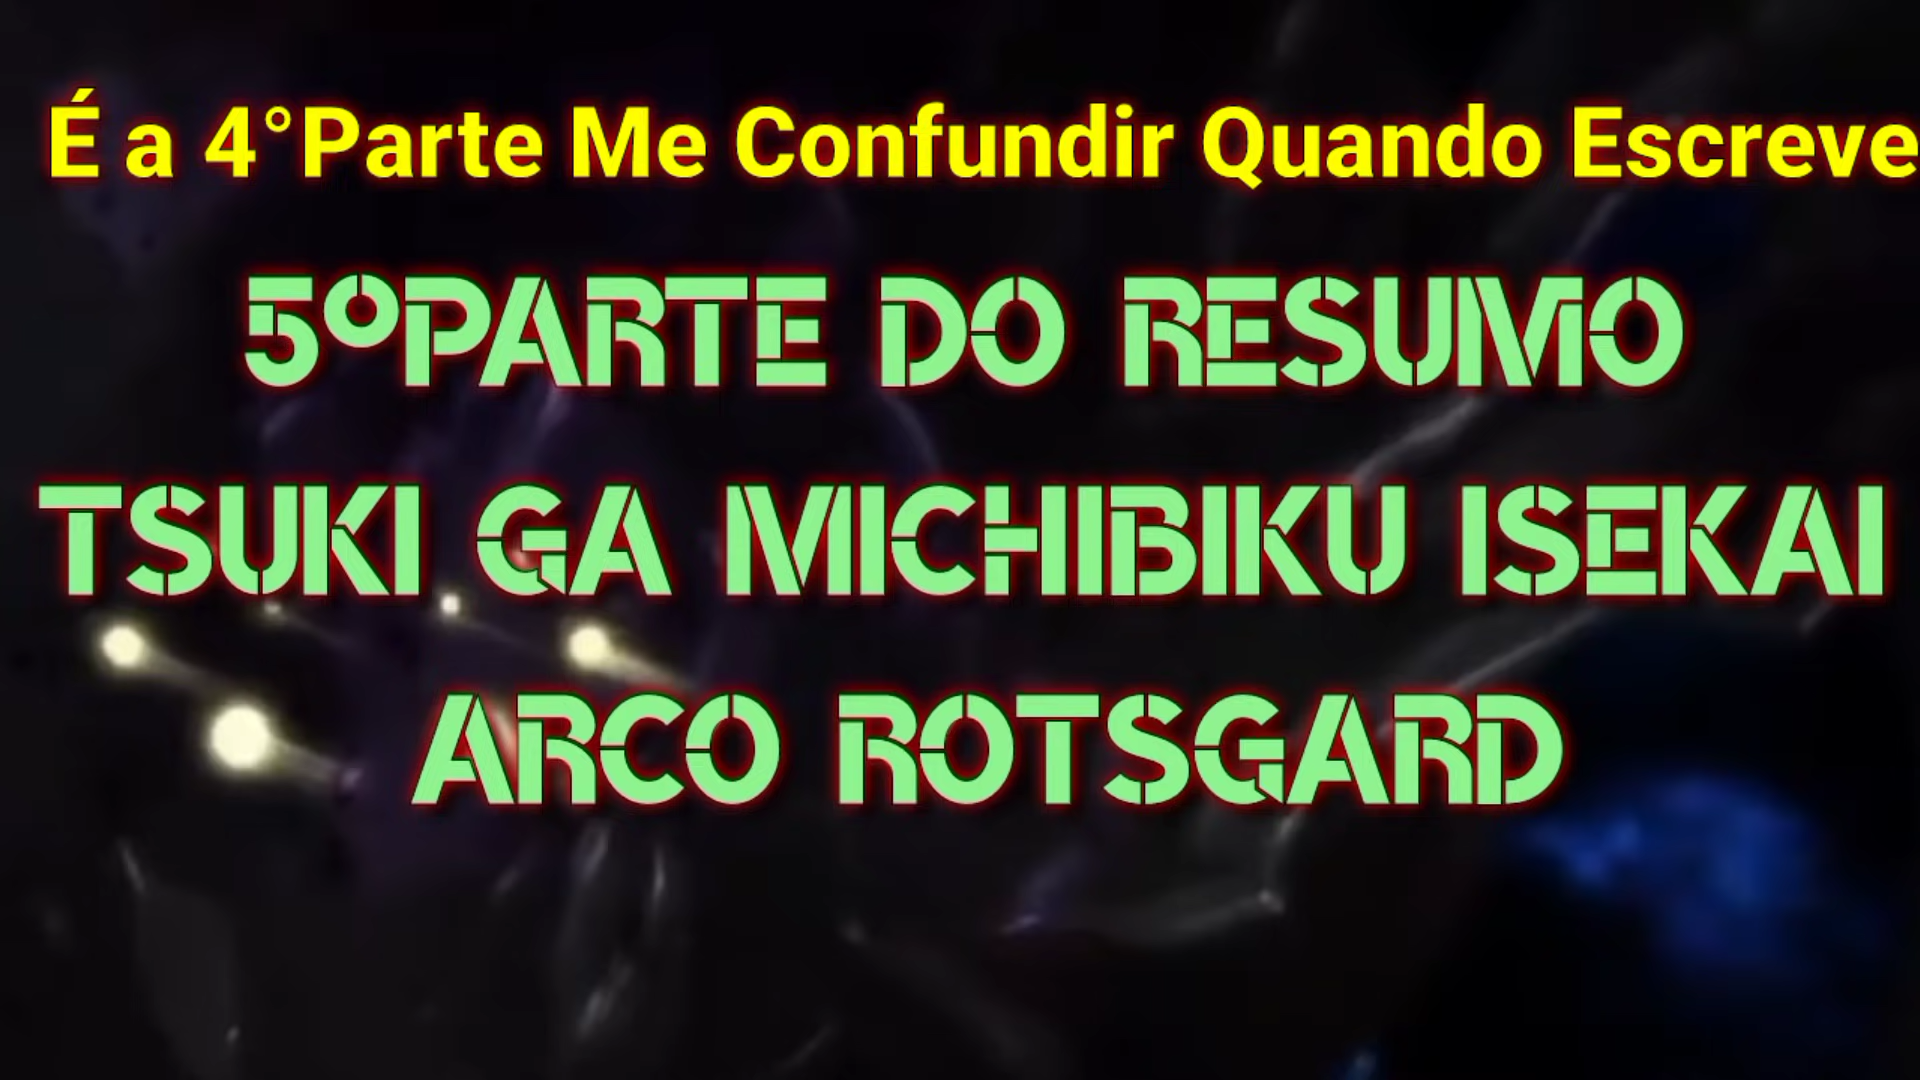 É a 4°Parte Me Confundir Quando Escreve
5ºPARTE DO RESUMO
TSUKI GA MICHIBIKU ISEKAI
ARCO ROTSGARD